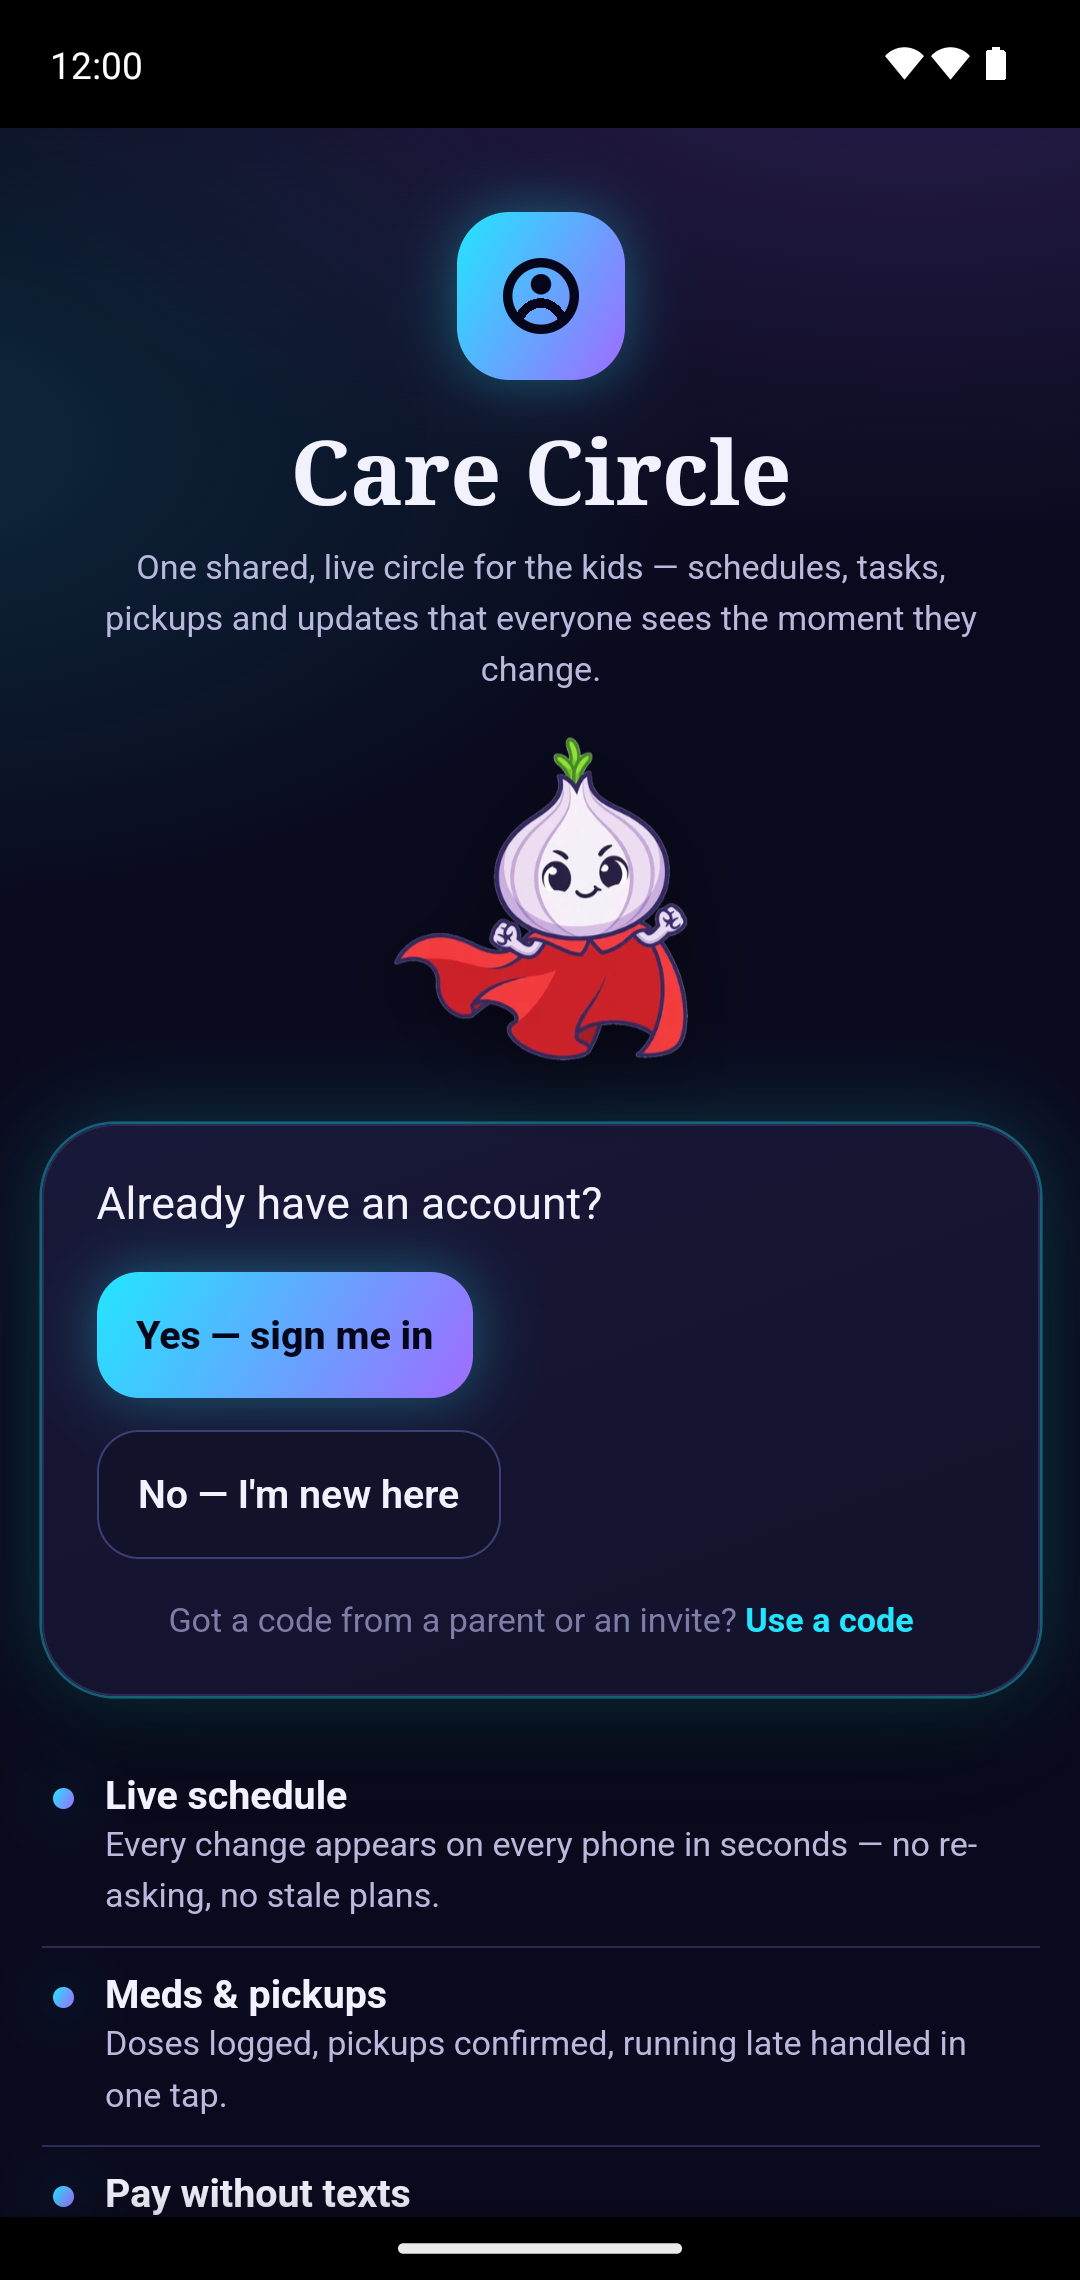 12:00
Care Circle
One shared, live circle for the kids — schedules, tasks,
pickups and updates that everyone sees the moment they
change.
Already have an account?
Yes — sign me in
No — I'm new here
Got a code from a parent or an invite? Use a code
Live schedule
Every change appears on every phone in seconds — no re-
asking, no stale plans.
Meds & pickups
Doses logged, pickups confirmed, running late handled in
one tap.
Pay without texts